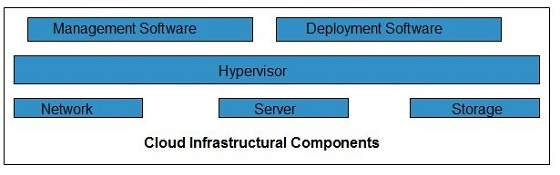 Management Software
Deployment Software
Hypervisor
Network
Server
Storage
Cloud Infrastructural Components